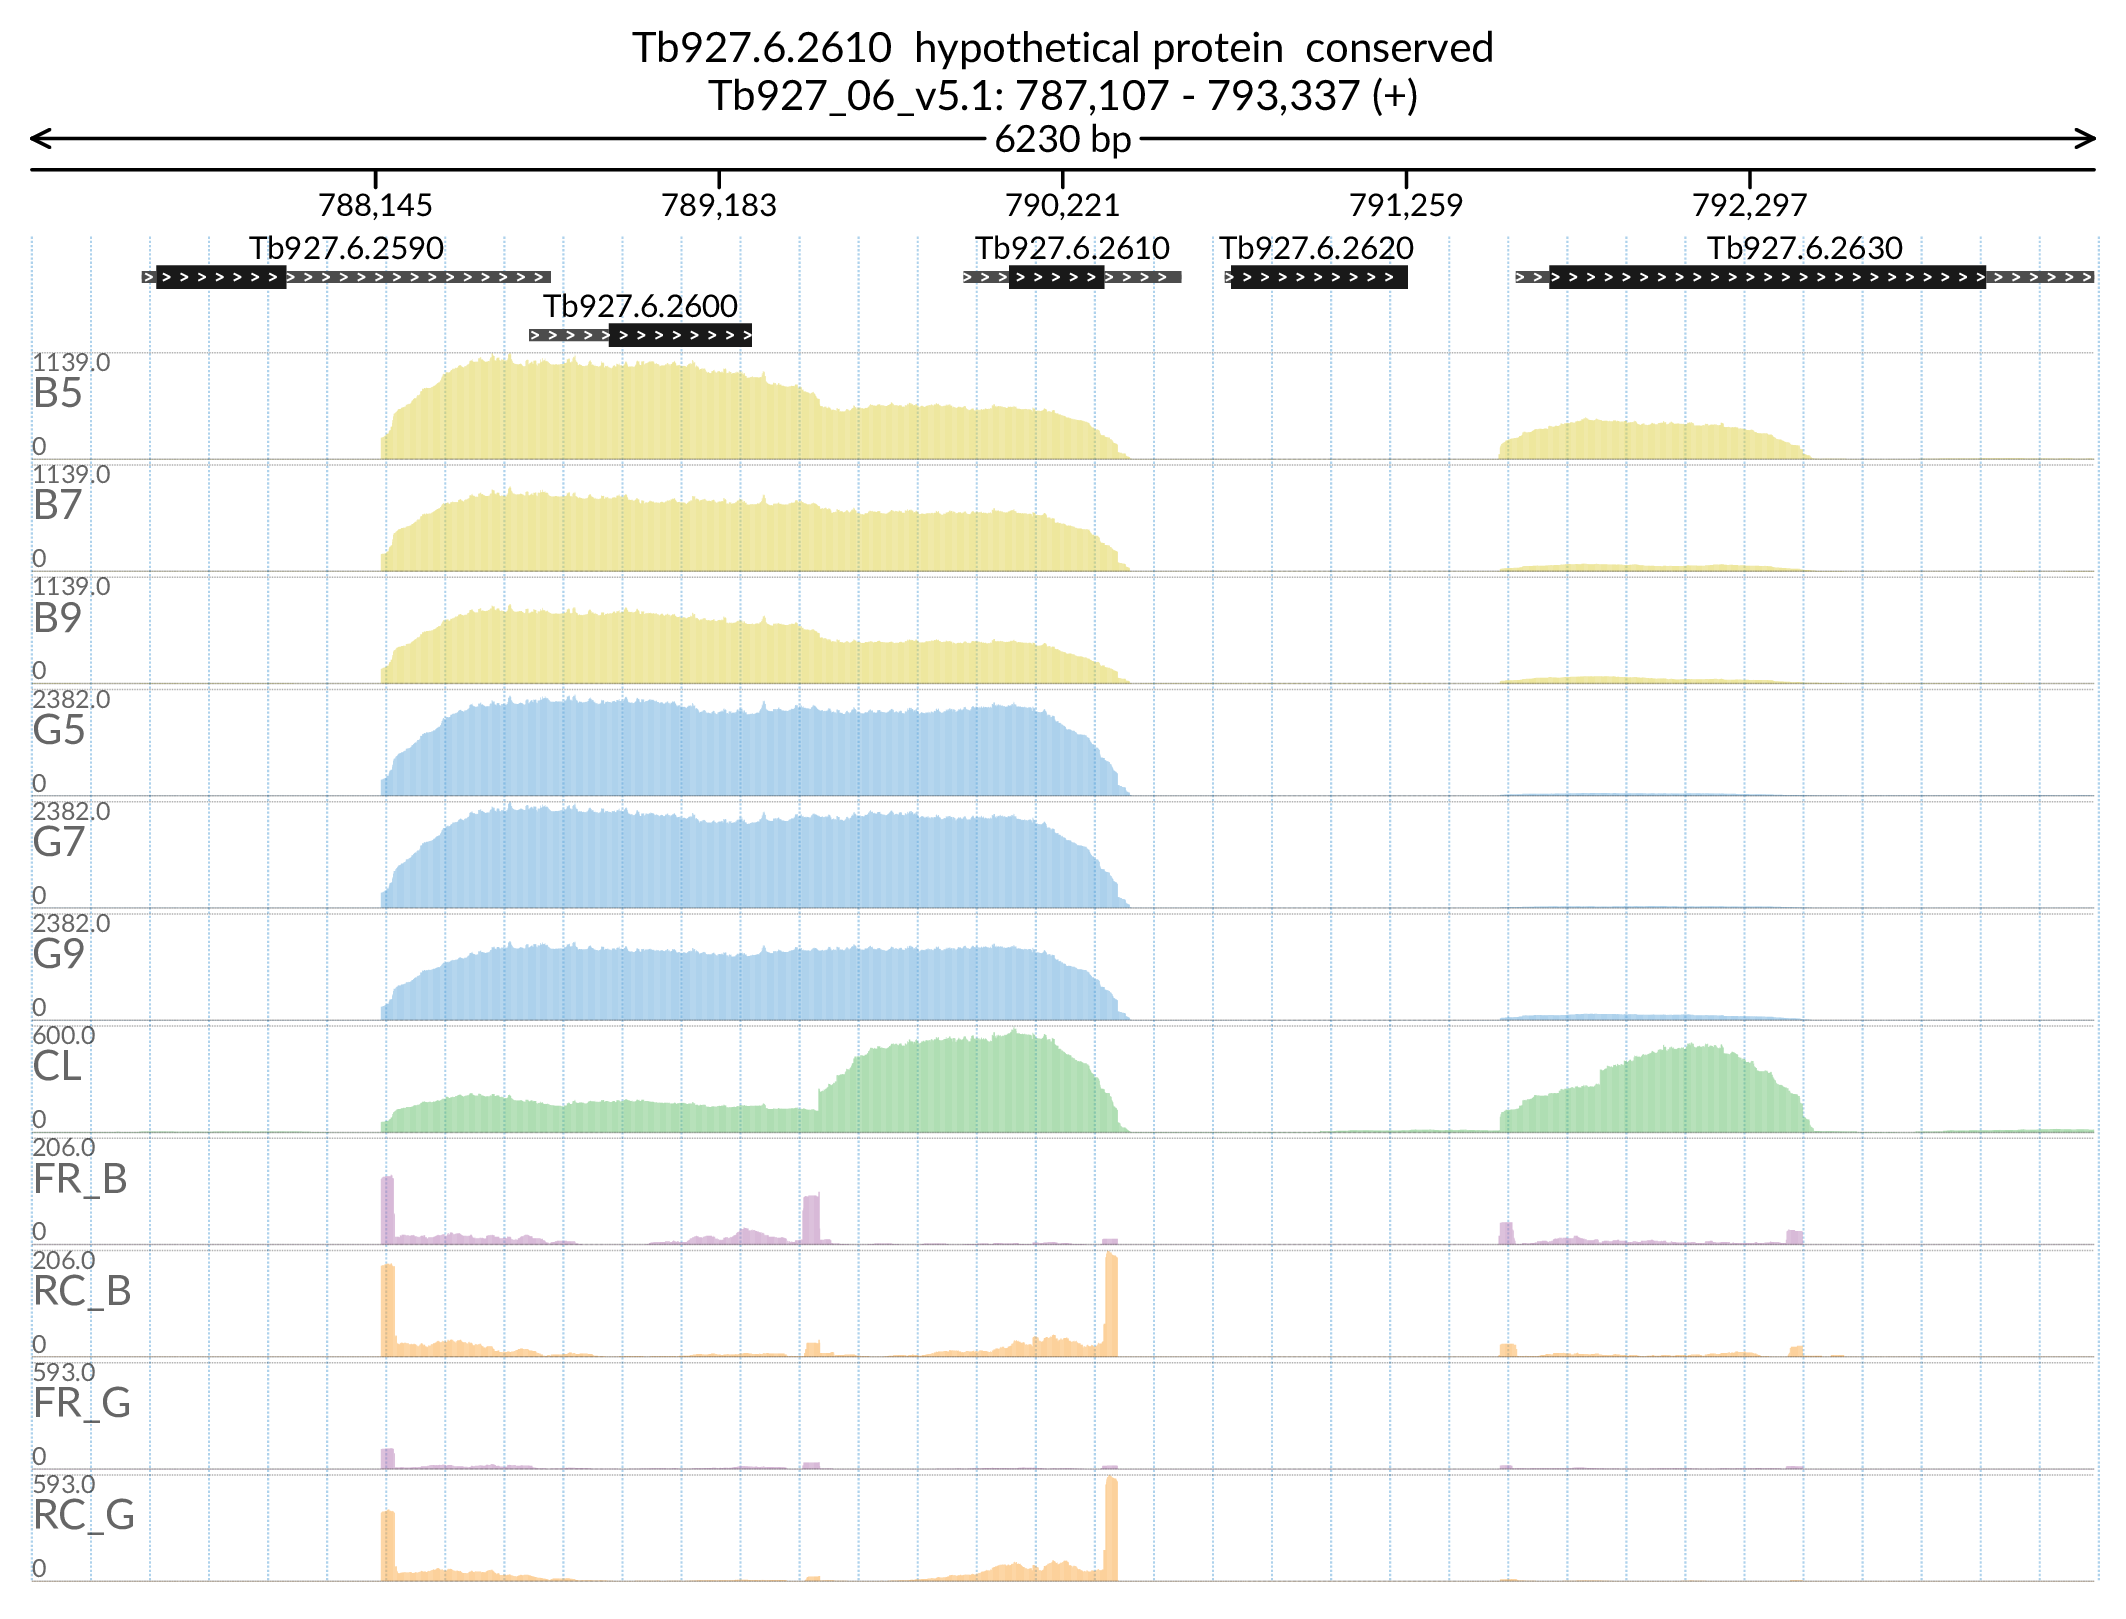 Tb927.6.2610  hypothetical protein  conserved
Tb927_06_v5.1: 787,107 - 793,337 (+)
6230 bp
788,145 789,183 790,221 791,259 792,297
Tb927.6.2590 Tb927.6.2610 Tb927.6.2620 Tb927.6.2630
Tb927.6.2600
1139.0
B5
0
1139.0
B7
0
1139.0
B9
0
2382.0
G5
0
2382.0
G7
0
2382.0
G9
0
600.0
CL
0
206.0
FR_B
0
206.0
RC_B
0
593.0
FR_G
0
593.0
RC_G
0